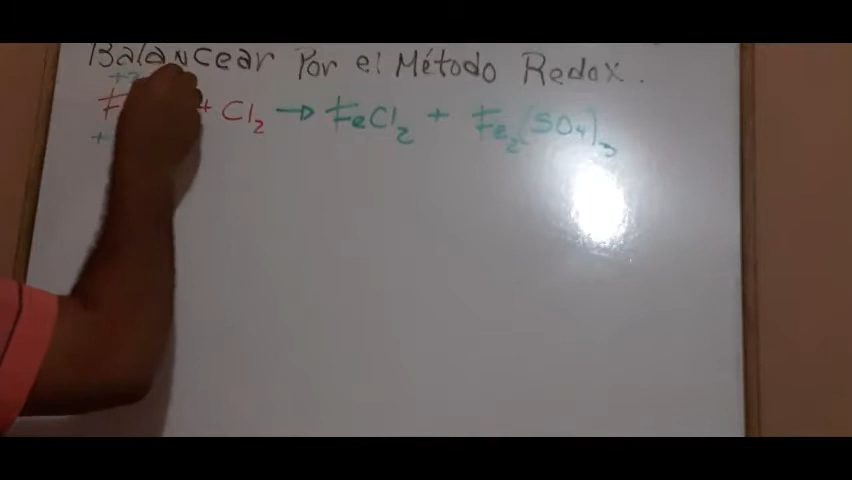 Balancear Por el Método Redox.
+ Cl2 → FeCl2 + Fe2(SO4)3